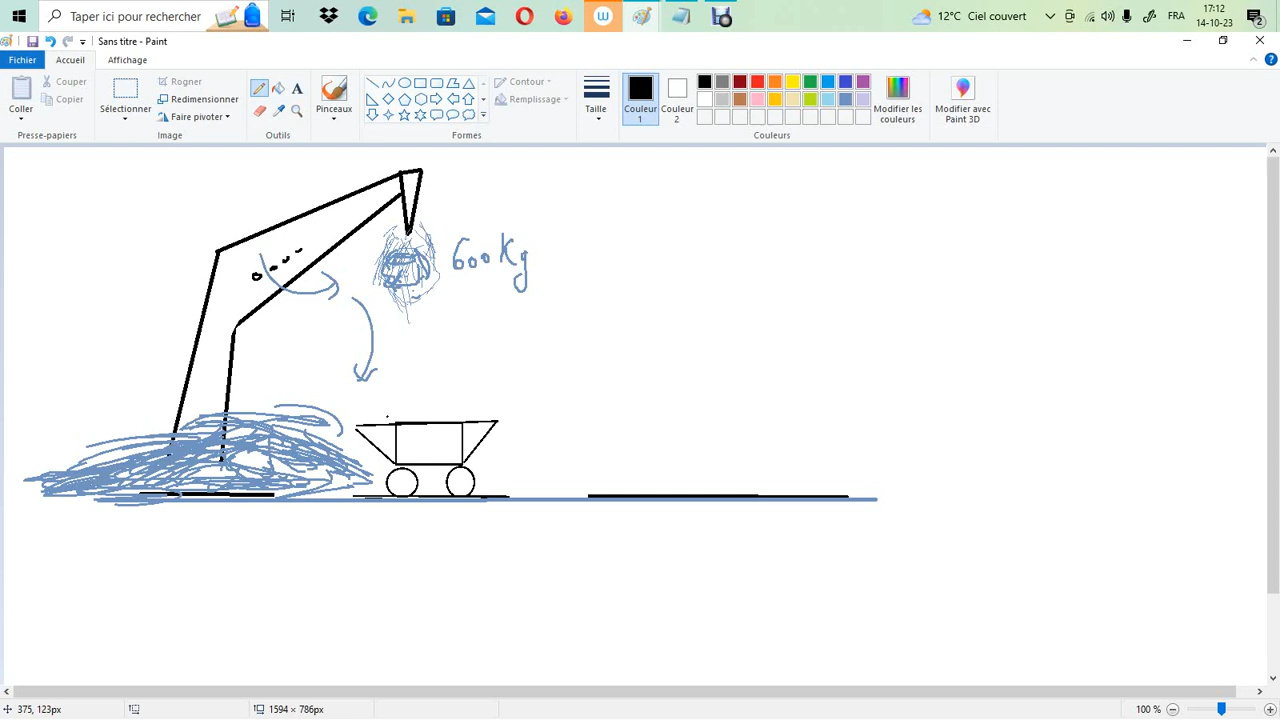 Taper ici pour rechercher
12°C Ciel couvert
FRA
17:12
14-10-23
2
Sans titre - Paint
Fichier
Accueil
Affichage
Coller
Couper
Copier
Presse-papiers
Sélectionner
Rogner
Redimensionner
Faire pivoter
Image
A
Outils
Pinceaux
Contour
Remplissage
Formes
Taille
Couleur 1
Couleur 2
Modifier les couleurs
Couleurs
Modifier avec Paint 3D
600 Kg
375, 123px
1594 × 786px
100 %